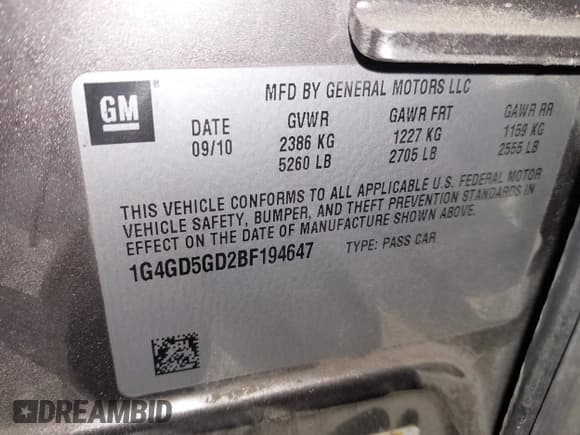 GM
MFD BY GENERAL MOTORS LLC
DATE GVWR GAWR FRT GAWR RR
09/10 2386 KG 1227 KG 1159 KG
5260 LB 2705 LB 2555 LB
THIS VEHICLE CONFORMS TO ALL APPLICABLE U.S. FEDERAL MOTOR
VEHICLE SAFETY, BUMPER, AND THEFT PREVENTION STANDARDS IN
EFFECT ON THE DATE OF MANUFACTURE SHOWN ABOVE.
1G4GD5GD2BF194647 TYPE: PASS CAR
DREAMBID